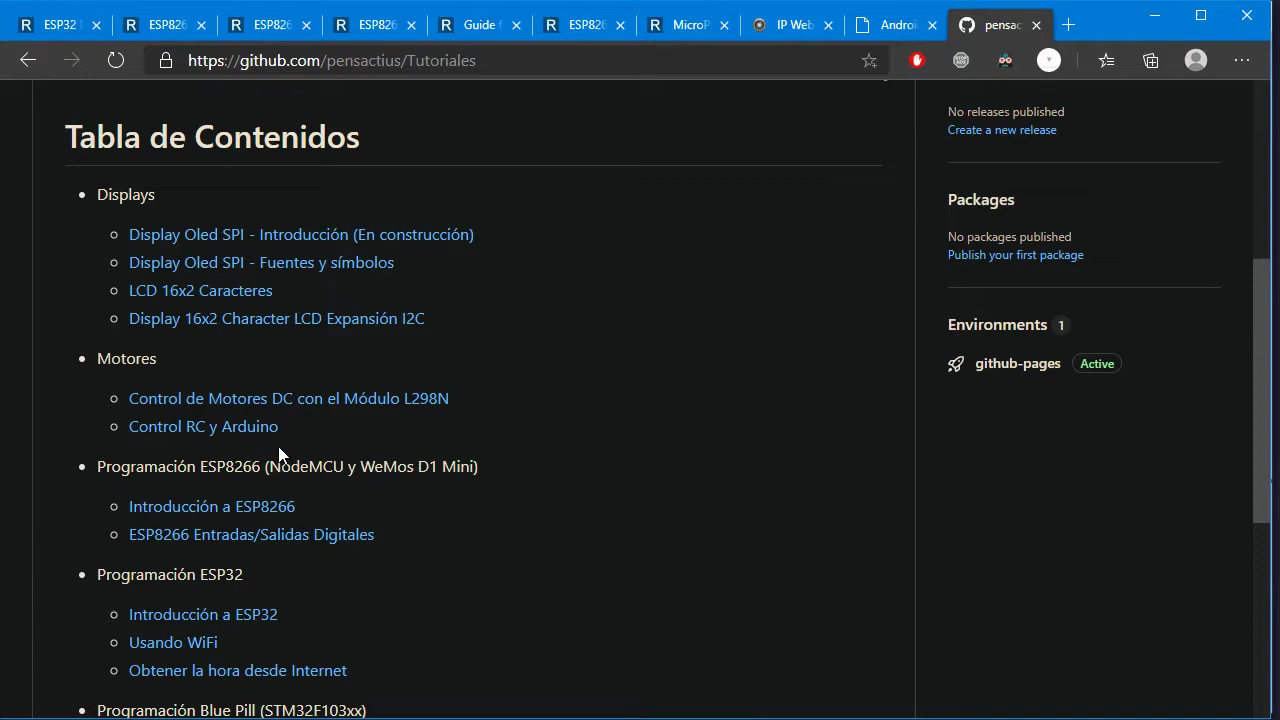 ESP32
ESP826
ESP826
ESP826
Guide f
ESP826
MicroP
IP Web
Androi
pensac
https://github.com/pensactius/Tutoriales
Tabla de Contenidos
Displays
Display Oled SPI - Introducción (En construcción)
Display Oled SPI - Fuentes y símbolos
LCD 16x2 Caracteres
Display 16x2 Character LCD Expansión I2C
Motores
Control de Motores DC con el Módulo L298N
Control RC y Arduino
Programación ESP8266 (NodeMCU y WeMos D1 Mini)
Introducción a ESP8266
ESP8266 Entradas/Salidas Digitales
Programación ESP32
Introducción a ESP32
Usando WiFi
Obtener la hora desde Internet
Programación Blue Pill (STM32F103xx)
No releases published
Create a new release
Packages
No packages published
Publish your first package
Environments 1
github-pages Active